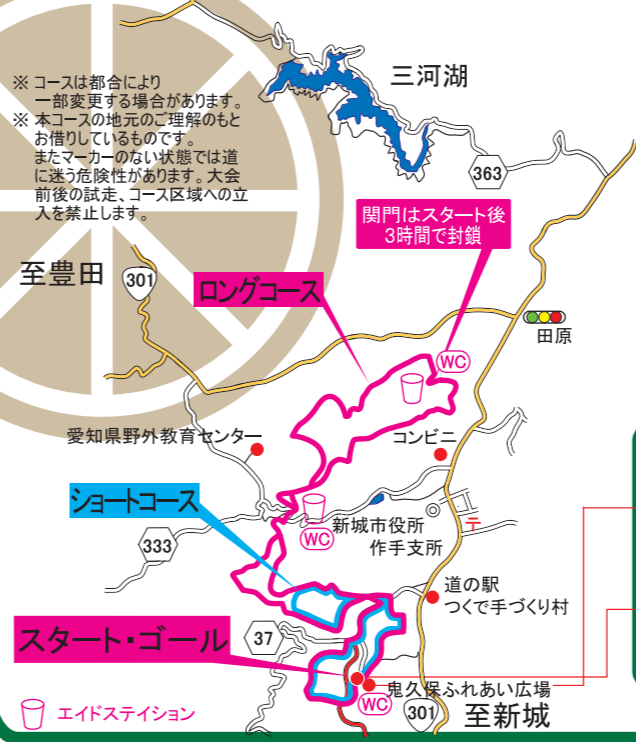 ※ コースは都合により
一部変更する場合があります。
※ 本コースの地元のご理解のもと
お借りしているものです。
またマーカーのない状態では道
に迷う危険性があります。大会
前後の試走、コース区域への立
入を禁止します。
三河湖
363
関門はスタート後
3時間で封鎖
至豊田
301
ロングコース
田原
WC
愛知県野外教育センター
コンビニ
ショートコース
WC
新城市役所
作手支所
〒
333
道の駅
つくで手づくり村
スタート・ゴール
37
鬼久保ふれあい広場
WC
301
至新城
エイドステイション